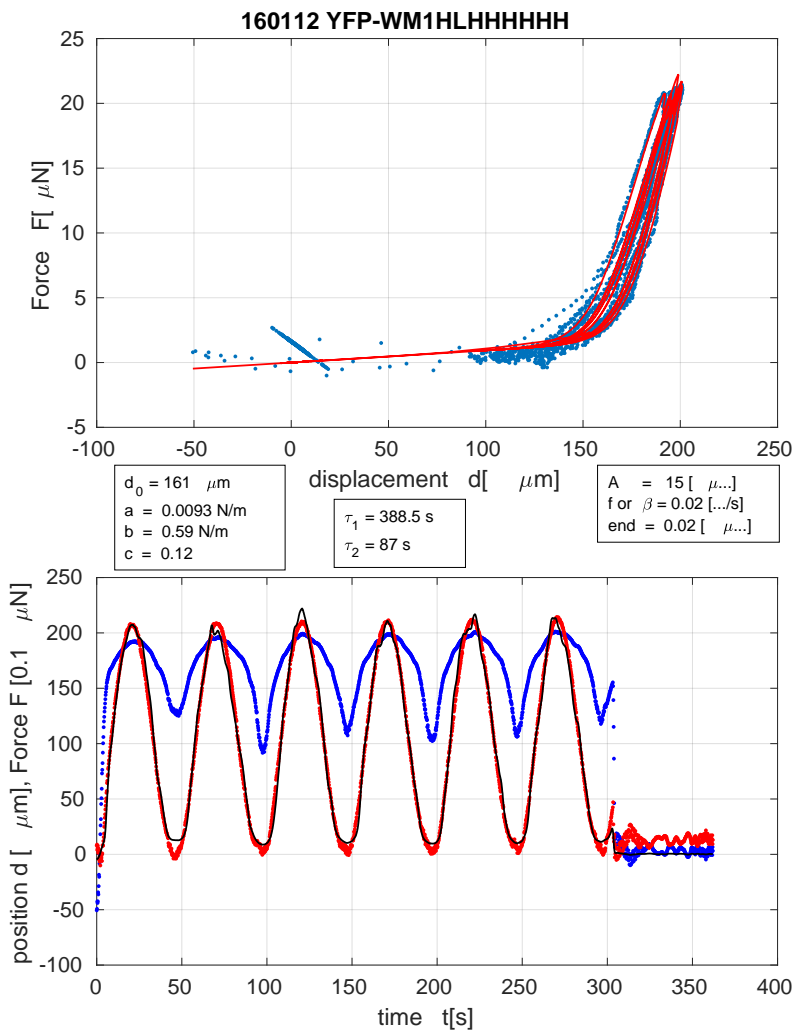 160112 YFP-WM1HLHHHHHH
25
20
15
10
5
0
-5
Force F[ μN]
-100 -50 0 50 100 150 200 250
displacement d[ μm]
d0 = 161 μm
a = 0.0093 N/m
b = 0.59 N/m
c = 0.12
τ1 = 388.5 s
τ2 = 87 s
A = 15 [ μ...]
f or β = 0.02 [.../s]
end = 0.02 [ μ...]
250
200
150
100
50
0
-50
-100
position d [ μm], Force F [0.1 μN]
0 50 100 150 200 250 300 350 400
time t[s]